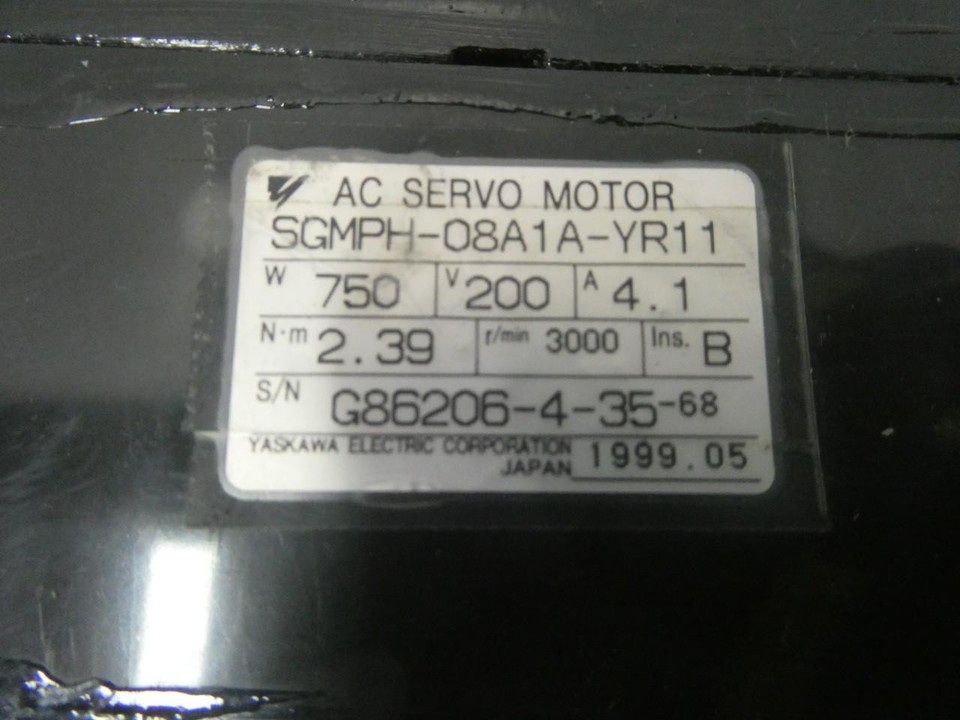 AC SERVO MOTOR
SGMPH-08A1A-YR11
W 750 V 200 A 4.1
N·m 2.39 r/min 3000 Ins. B
S/N G86206-4-35-68
YASKAWA ELECTRIC CORPORATION
JAPAN 1999.05